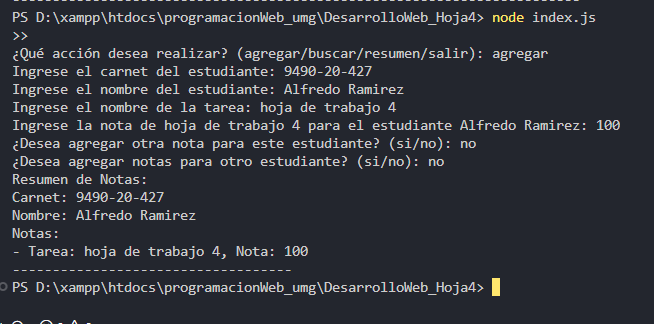 PS D:\xampp\htdocs\programacionWeb_umg\DesarrolloWeb_Hoja4> node index.js
>>
¿Qué acción desea realizar? (agregar/buscar/resumen/salir): agregar
Ingrese el carnet del estudiante: 9490-20-427
Ingrese el nombre del estudiante: Alfredo Ramirez
Ingrese el nombre de la tarea: hoja de trabajo 4
Ingrese la nota de hoja de trabajo 4 para el estudiante Alfredo Ramirez: 100
¿Desea agregar otra nota para este estudiante? (si/no): no
¿Desea agregar notas para otro estudiante? (si/no): no
Resumen de Notas:
Carnet: 9490-20-427
Nombre: Alfredo Ramirez
Notas:
- Tarea: hoja de trabajo 4, Nota: 100
-----------------------------------
PS D:\xampp\htdocs\programacionWeb_umg\DesarrolloWeb_Hoja4>